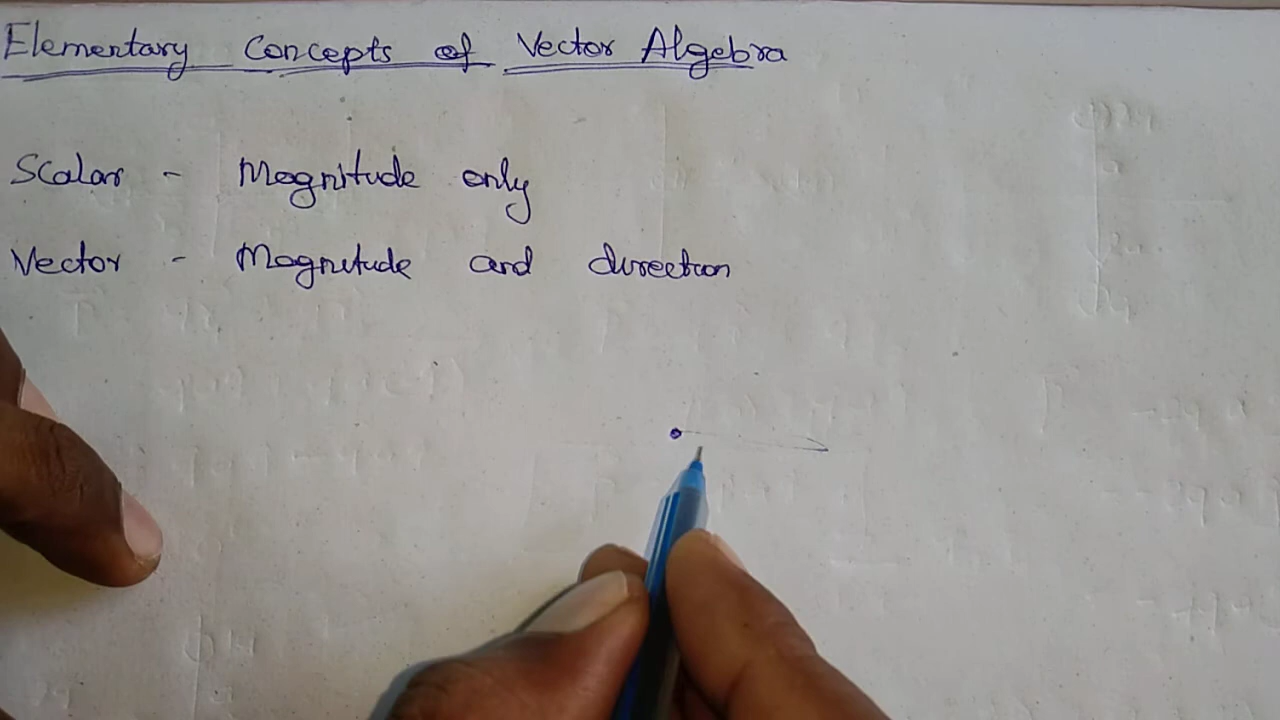 Elementary Concepts of Vector Algebra
Scalar - Magnitude only
Vector - Magnitude and direction